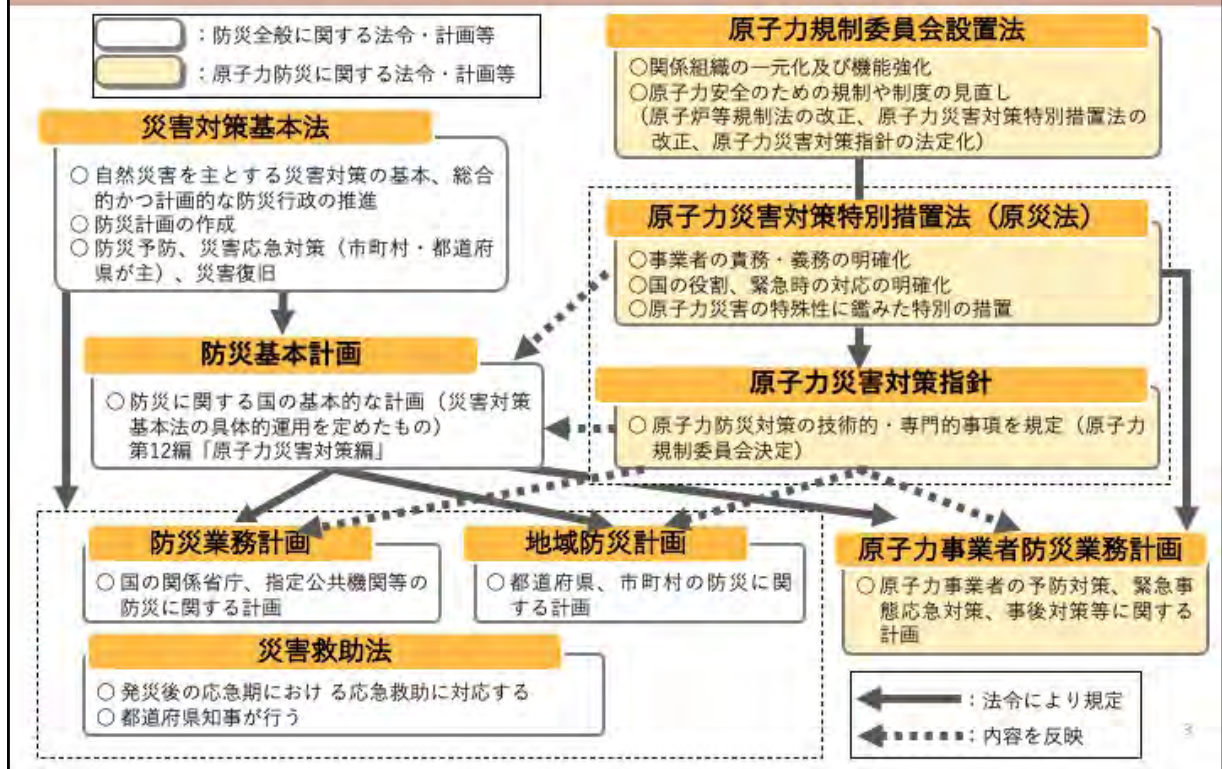 ：防災全般に関する法令・計画等
：原子力防災に関する法令・計画等
災害対策基本法
○自然災害を主とする災害対策の基本、総合
的かつ計画的な防災行政の推進
○防災計画の作成
○防災予防、災害応急対策（市町村・都道府
県が主）、災害復旧
原子力規制委員会設置法
○関係組織の一元化及び機能強化
○原子力安全のための規制や制度の見直し
（原子炉等規制法の改正、原子力災害対策特別措置法の
改正、原子力災害対策指針の法定化）
原子力災害対策特別措置法（原災法）
○事業者の責務・義務の明確化
○国の役割、緊急時の対応の明確化
○原子力災害の特殊性に鑑みた特別の措置
防災基本計画
○防災に関する国の基本的な計画（災害対策
基本法の具体的運用を定めたもの）
第12編「原子力災害対策編」
原子力災害対策指針
○原子力防災対策の技術的・専門的事項を規定（原子力
規制委員会決定）
防災業務計画
○国の関係省庁、指定公共機関等の
防災に関する計画
地域防災計画
○都道府県、市町村の防災に関
する計画
原子力事業者防災業務計画
○原子力事業者の予防対策、緊急事
態応急対策、事後対策等に関する
計画
災害救助法
○発災後の応急期における応急救助に対応する
○都道府県知事が行う
：法令により規定
：内容を反映
3